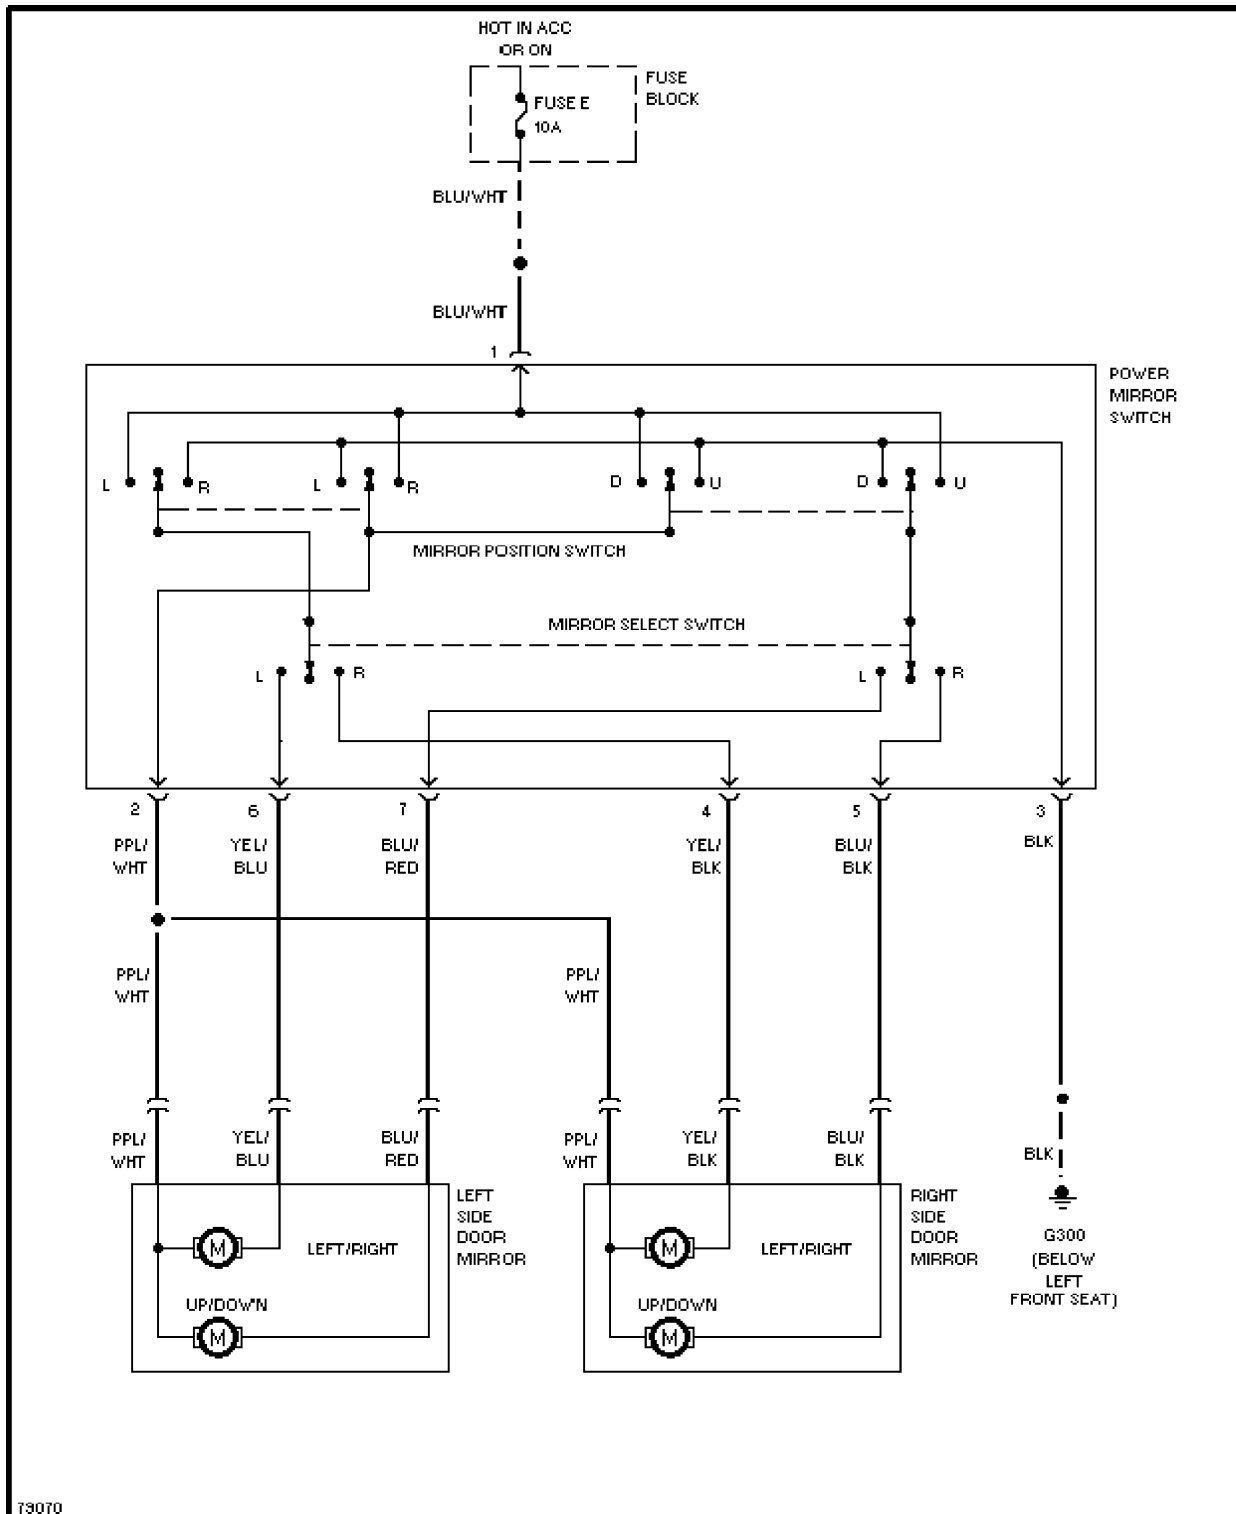 HOT IN ACC
OR ON
FUSE
BLOCK
FUSE E
10A
BLU/WHT
BLU/WHT
1
POWER
MIRROR
SWITCH
L
R
L
R
D
U
D
U
MIRROR POSITION SWITCH
MIRROR SELECT SWITCH
L
R
L
R
2
6
7
4
5
3
PPL/
WHT
YEL/
BLU
BLU/
RED
YEL/
BLK
BLU/
BLK
BLK
PPL/
WHT
PPL/
WHT
PPL/
WHT
YEL/
BLU
BLU/
RED
PPL/
WHT
YEL/
BLK
BLU/
BLK
BLK
LEFT
SIDE
DOOR
MIRROR
M
LEFT/RIGHT
UP/DOWN
M
RIGHT
SIDE
DOOR
MIRROR
M
LEFT/RIGHT
UP/DOWN
M
G300
(BELOW
LEFT
FRONT SEAT)
79070